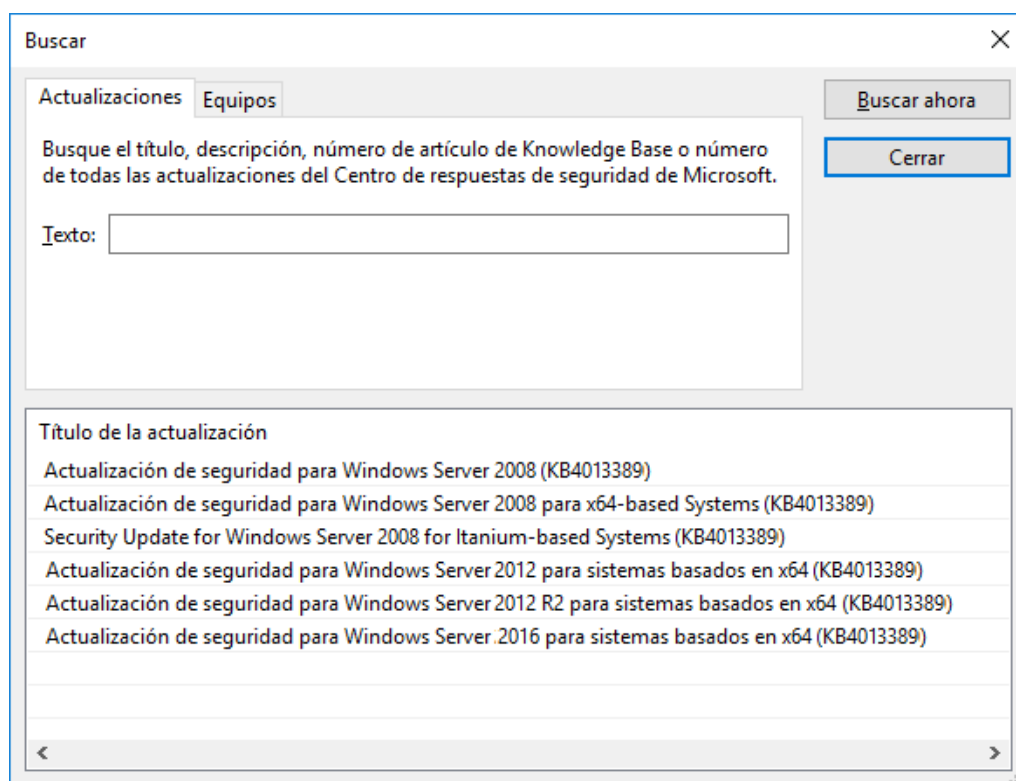 Buscar
Actualizaciones
Equipos
Buscar ahora
Busque el título, descripción, número de artículo de Knowledge Base o número
de todas las actualizaciones del Centro de respuestas de seguridad de Microsoft.
Cerrar
Texto:
Título de la actualización
Actualización de seguridad para Windows Server 2008 (KB4013389)
Actualización de seguridad para Windows Server 2008 para x64-based Systems (KB4013389)
Security Update for Windows Server 2008 for Itanium-based Systems (KB4013389)
Actualización de seguridad para Windows Server 2012 para sistemas basados en x64 (KB4013389)
Actualización de seguridad para Windows Server 2012 R2 para sistemas basados en x64 (KB4013389)
Actualización de seguridad para Windows Server 2016 para sistemas basados en x64 (KB4013389)